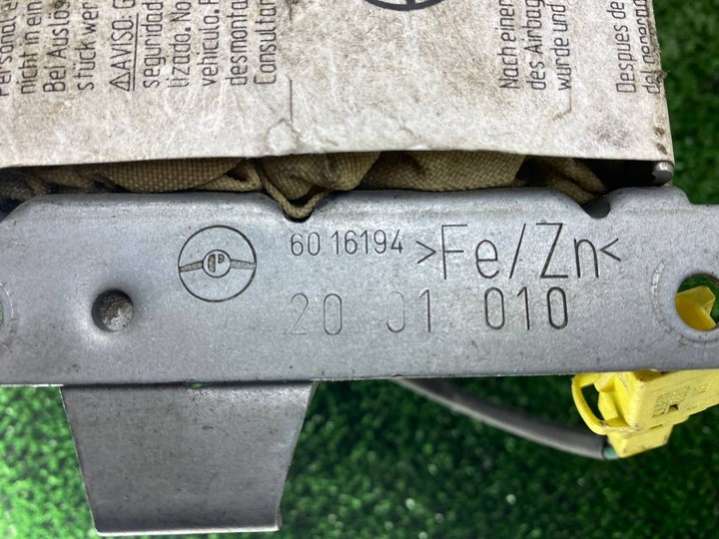 nicht in ein
Bei Auslös
stück wer
⚠AVISO: G
seguridad
lizado. No
vehiculo. R
desmonta
Consultar
Nach einer
des Airbag
wurde und
Despues de
60.16194 >Fe/Zn<
20 01 010